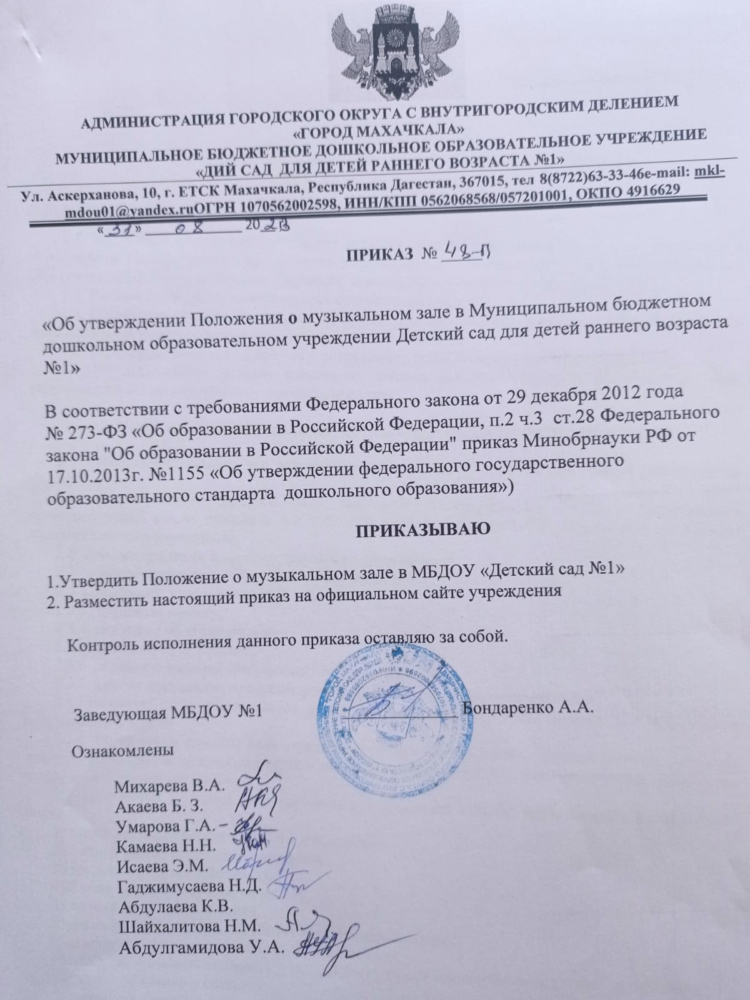 АДМИНИСТРАЦИЯ ГОРОДСКОГО ОКРУГА С ВНУТРИГОРОДСКИМ ДЕЛЕНИЕМ
«ГОРОД МАХАЧКАЛА»
МУНИЦИПАЛЬНОЕ БЮДЖЕТНОЕ ДОШКОЛЬНОЕ ОБРАЗОВАТЕЛЬНОЕ УЧРЕЖДЕНИЕ
«ДИЙ САД ДЛЯ ДЕТЕЙ РАННЕГО ВОЗРАСТА №1»
Ул. Аскерханова, 10, г. ЕТСК Махачкала, Республика Дагестан, 367015, тел 8(8722)63-33-46e-mail: mkl-
mdou01@yandex.ruОГРН 1070562002598, ИНН/КПП 0562068568/057201001, ОКПО 4916629
«31» 08 20
ПРИКАЗ № 48-П
«Об утверждении Положения о музыкальном зале в Муниципальном бюджетном
дошкольном образовательном учреждении Детский сад для детей раннего возраста
№1»
В соответствии с требованиями Федерального закона от 29 декабря 2012 года
№ 273-ФЗ «Об образовании в Российской Федерации, п.2 ч.3 ст.28 Федерального
закона "Об образовании в Российской Федерации" приказ Минобрнауки РФ от
17.10.2013г. №1155 «Об утверждении федерального государственного
образовательного стандарта дошкольного образования»)
ПРИКАЗЫВАЮ
1.Утвердить Положение о музыкальном зале в МБДОУ «Детский сад №1»
2. Разместить настоящий приказ на официальном сайте учреждения
Контроль исполнения данного приказа оставляю за собой.
Заведующая МБДОУ №1 Бондаренко А.А.
Ознакомлены
Михарева В.А.
Акаева Б. З.
Умарова Г.А. –
Камаева Н.Н.
Исаева Э.М.
Гаджимусаева Н.Д.
Абдулаева К.В.
Шайхалитова Н.М.
Абдулгамидова У.А.